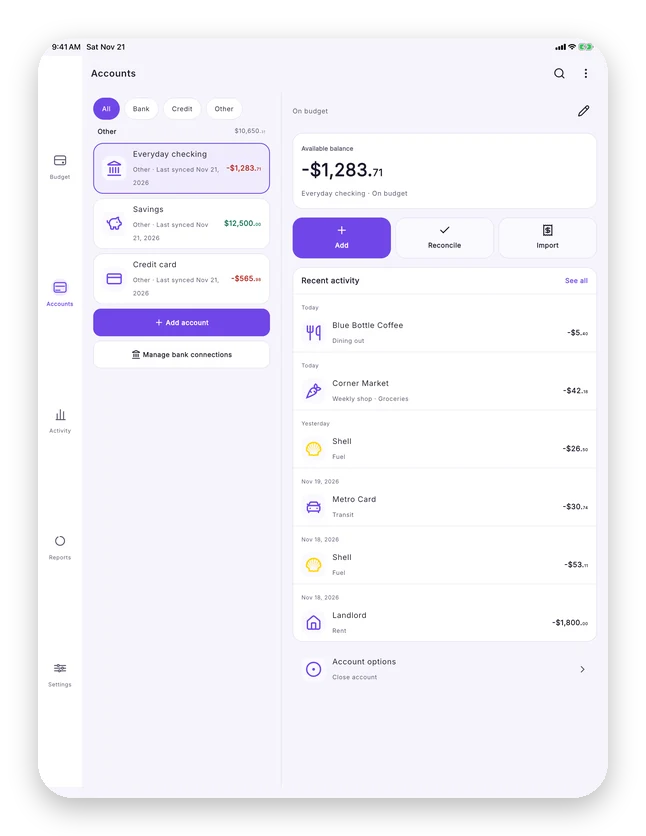 9:41 AM Sat Nov 21
Accounts
All
Bank
Credit
Other
Other
$10,650.
Everyday checking
Other · Last synced Nov 21, 2026
-$1,283.71
Savings
Other · Last synced Nov 21, 2026
$12,500.00
Credit card
Other · Last synced Nov 21, 2026
-$565.
+ Add account
Manage bank connections
Budget
Accounts
Activity
Reports
Settings
On budget
Available balance
-$1,283.71
Everyday checking · On budget
Add
Reconcile
Import
Recent activity
See all
Today
Blue Bottle Coffee
Dining out
-$5.40
Today
Corner Market
Weekly shop · Groceries
-$42.18
Yesterday
Shell
Fuel
-$26.50
Nov 19, 2026
Metro Card
Transit
-$30.74
Nov 18, 2026
Shell
Fuel
-$53.11
Nov 18, 2026
Landlord
Rent
-$1,800.00
Account options
Close account